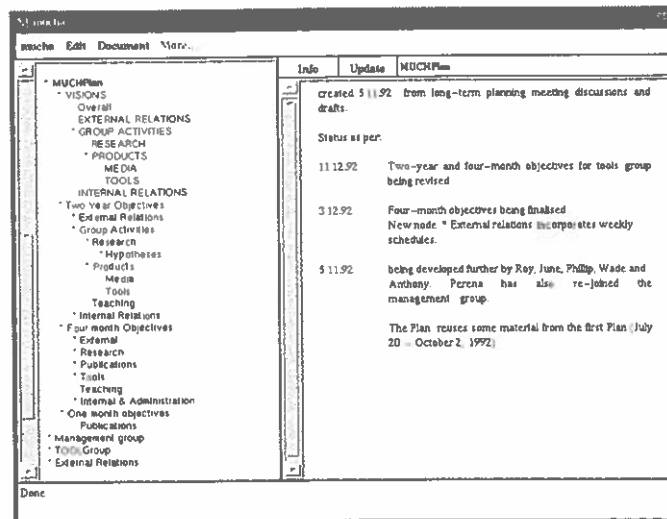 mucha
mucha Edit Document More..
* MUCHPlan
* VISIONS
Overall
EXTERNAL RELATIONS
* GROUP ACTIVITIES
RESEARCH
* PRODUCTS
MEDIA
TOOLS
INTERNAL RELATIONS
* Two Year Objectives
* External Relations
* Group Activities
* Research
* Hypotheses
* Products
Media
Tools
Teaching
* Internal Relations
* Four month Objectives
* External
* Research
* Publications
* Tools
Teaching
* Internal & Administration
* One month objectives
Publications
* Management group
* TOOLGroup
* External Relations
Info Update MUCHPlan
created 5 11.92 from long-term planning meeting discussions and
drafts.
Status as per:
11 12.92 Two-year and four-month objectives for tools group
being revised
3 12.92 Four-month objectives being finalised
New node * External relations incorporates weekly
schedules.
5 11.92 being developed further by Roy, June, Phillip, Wade and
Anthony. Perena has also re-joined the
management group.
The Plan reuses some material from the first Plan (July
20 - October 2, 1992)
Done